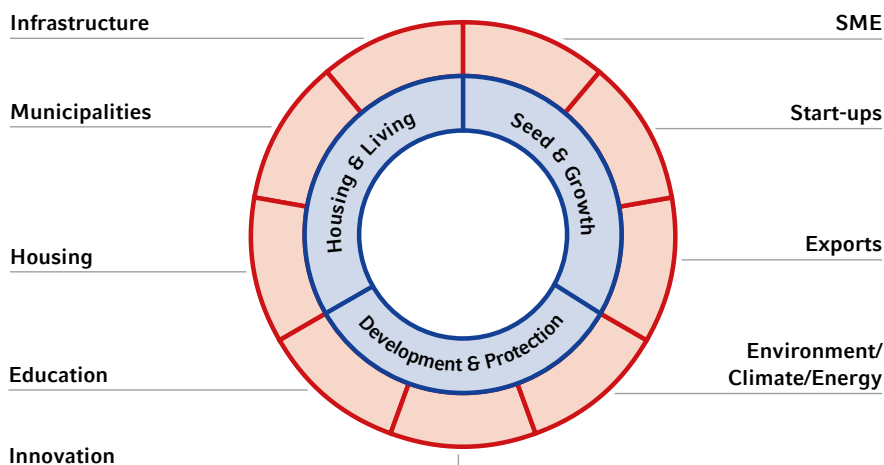 Infrastructure
SME
Municipalities
Start-ups
Housing & Living
Seed & Growth
Housing
Exports
Development & Protection
Environment/
Climate/Energy
Education
Innovation